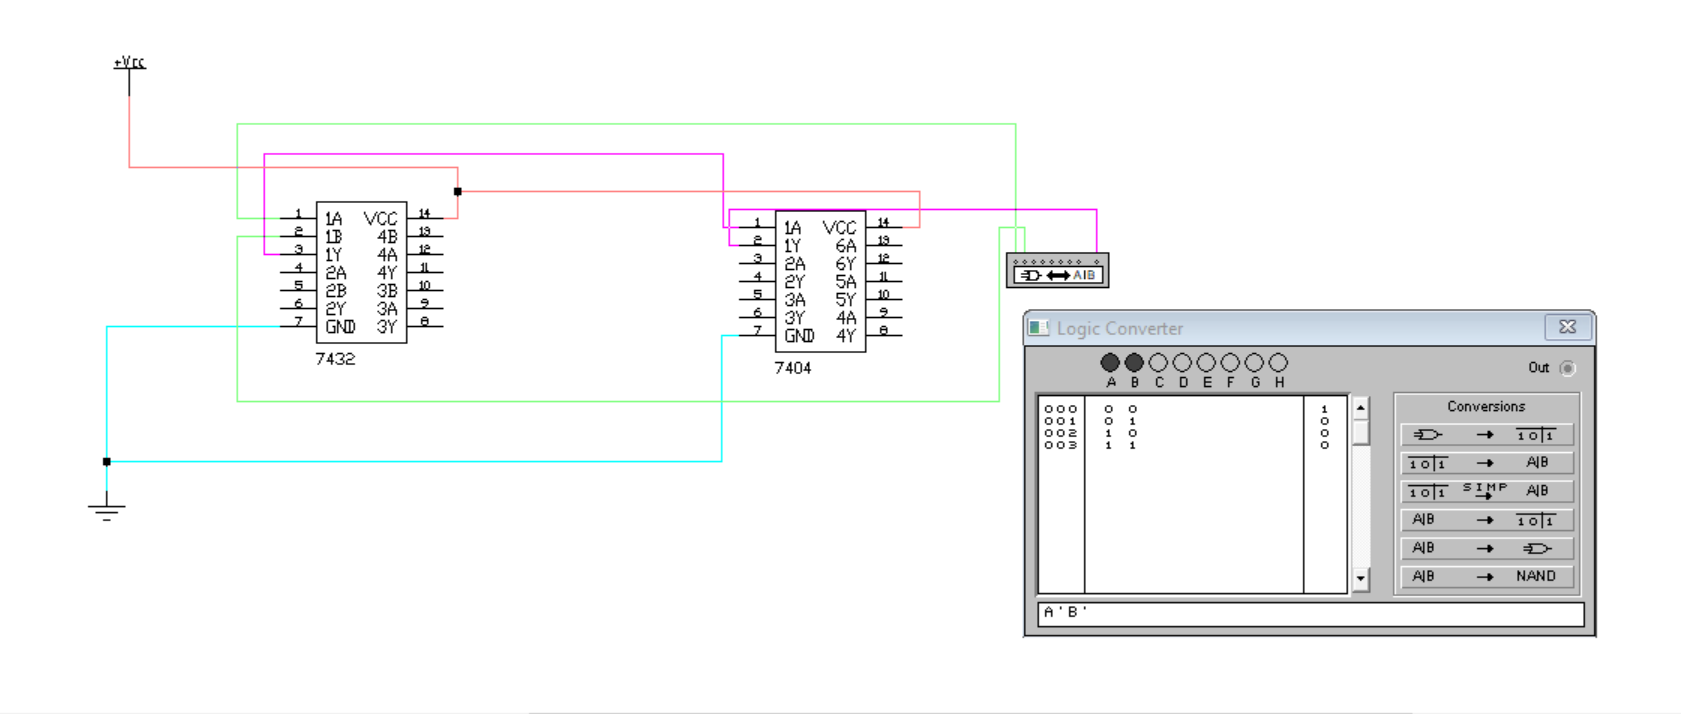 +Vcc
1 1A VCC 14
2 1B 4B 13
3 1Y 4A 12
4 2A 4Y 11
5 2B 3B 10
6 2Y 3A 9
7 GND 3Y 8
7432
1 1A VCC 14
2 1Y 6A 13
3 2A 6Y 12
4 2Y 5A 11
5 3A 5Y 10
6 3Y 4A 9
7 GND 4Y 8
7404
A|B
Logic Converter
Out
A B C D E F G H
000 0 0 1
001 0 1 0
002 1 0 0
003 1 1 0
Conversions
→ 1 0|1
1 0|1 → A|B
1 0|1 SIMP → A|B
A|B → 1 0|1
A|B →
A|B → NAND
A'B'